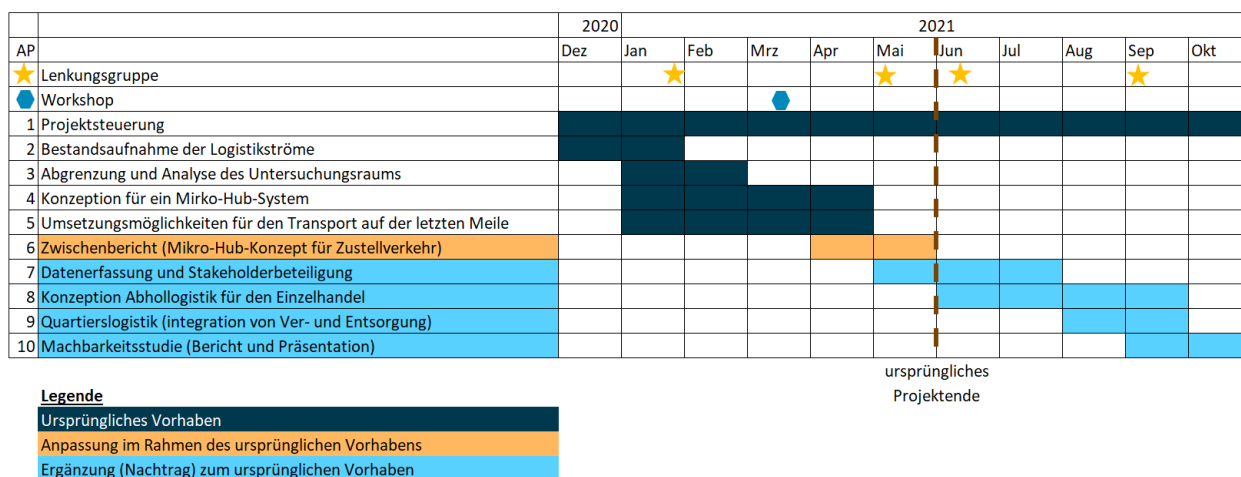 2020 2021
AP Dez Jan Feb Mrz Apr Mai Jun Jul Aug Sep Okt
Lenkungsgruppe
Workshop
1 Projektsteuerung
2 Bestandsaufnahme der Logistikströme
3 Abgrenzung und Analyse des Untersuchungsraums
4 Konzeption für ein Mirko-Hub-System
5 Umsetzungsmöglichkeiten für den Transport auf der letzten Meile
6 Zwischenbericht (Mikro-Hub-Konzept für Zustellverkehr)
7 Datenerfassung und Stakeholderbeteiligung
8 Konzeption Abhollogistik für den Einzelhandel
9 Quartierslogistik (integration von Ver- und Entsorgung)
10 Machbarkeitsstudie (Bericht und Präsentation)
ursprüngliches
Projektende
Legende
Ursprüngliches Vorhaben
Anpassung im Rahmen des ursprünglichen Vorhabens
Ergänzung (Nachtrag) zum ursprünglichen Vorhaben